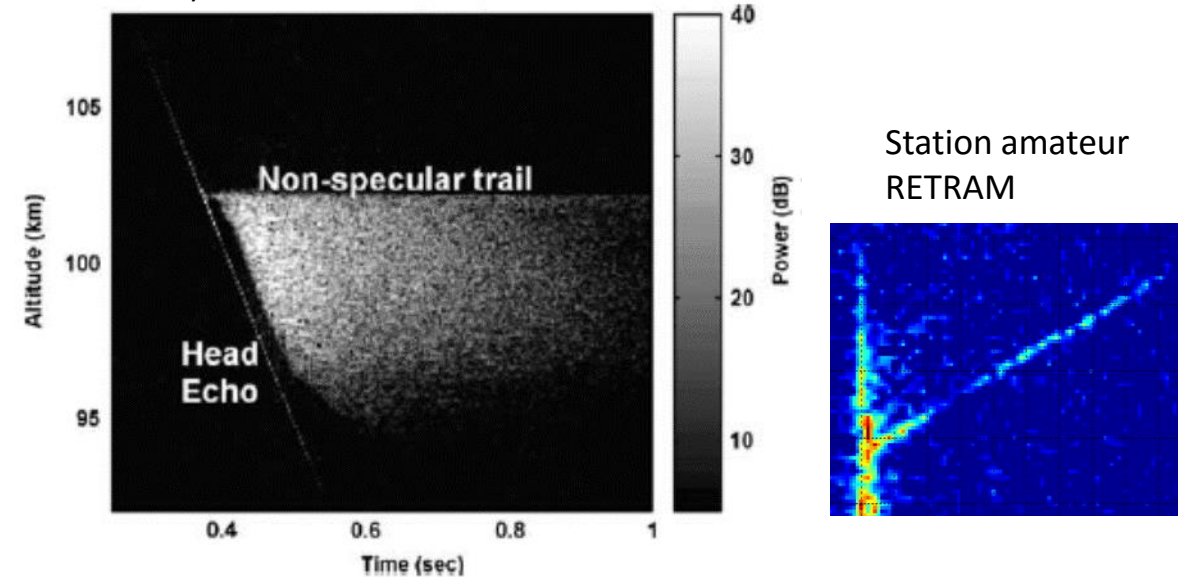 40
105
30
Station amateur
RETRAM
Non-specular trail
Altitude (km)
100
Power (dB)
20
Head
Echo
95
10
0.4
0.6
0.8
1
Time (sec)